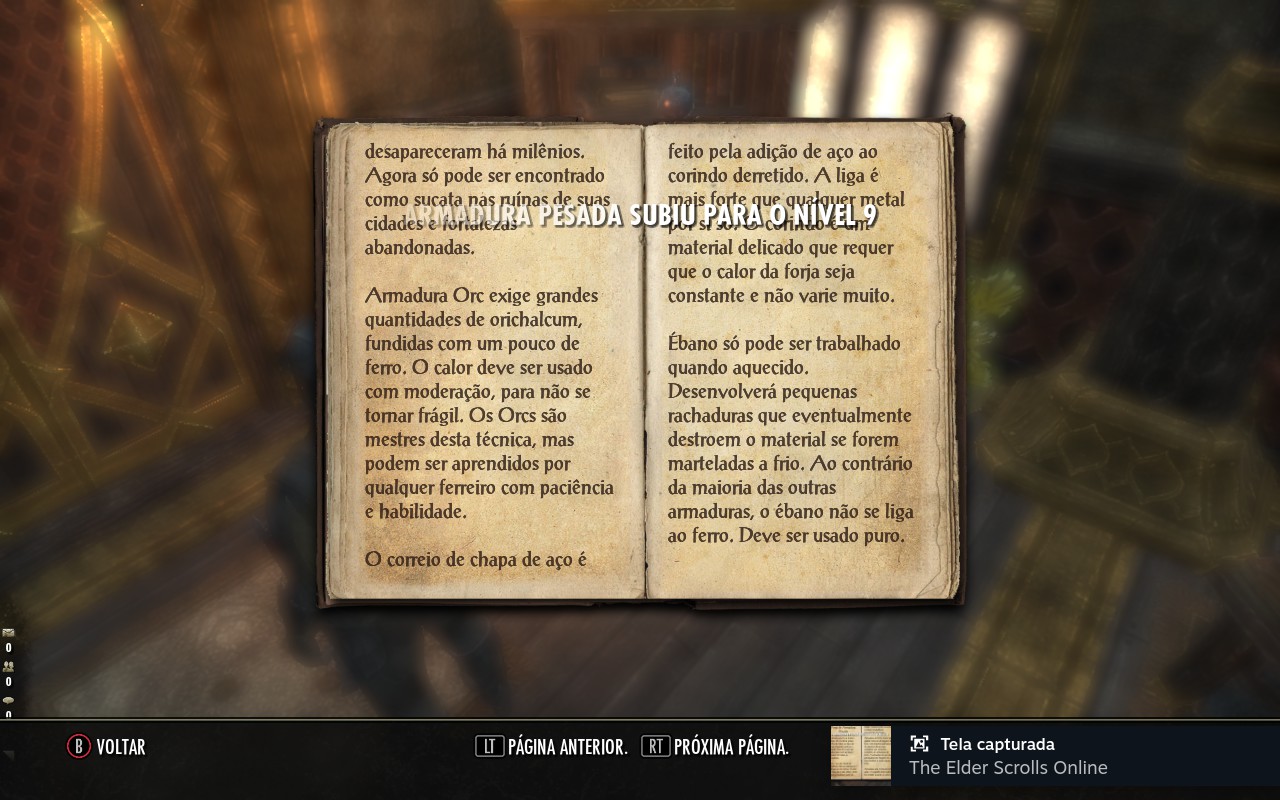 desapareceram há milênios.
Agora só pode ser encontrado
como sucata nas ruínas de suas
cidades e fortalezas
abandonadas.
Armadura Orc exige grandes
quantidades de orichalcum,
fundidas com um pouco de
ferro. O calor deve ser usado
com moderação, para não se
tornar frágil. Os Orcs são
mestres desta técnica, mas
podem ser aprendidos por
qualquer ferreiro com paciência
e habilidade.
O correio de chapa de aço é
feito pela adição de aço ao
corindo derretido. A liga é
mais forte que qualquer metal
por si só. O corindo é um
material delicado que requer
que o calor da forja seja
constante e não varie muito.
Ébano só pode ser trabalhado
quando aquecido.
Desenvolverá pequenas
rachaduras que eventualmente
destroem o material se forem
marteladas a frio. Ao contrário
da maioria das outras
armaduras, o ébano não se liga
ao ferro. Deve ser usado puro.
ARMADURA PESADA SUBIU PARA O NÍVEL 9
0
0
0
B VOLTAR
LT PÁGINA ANTERIOR. RT PRÓXIMA PÁGINA.
Tela capturada
The Elder Scrolls Online